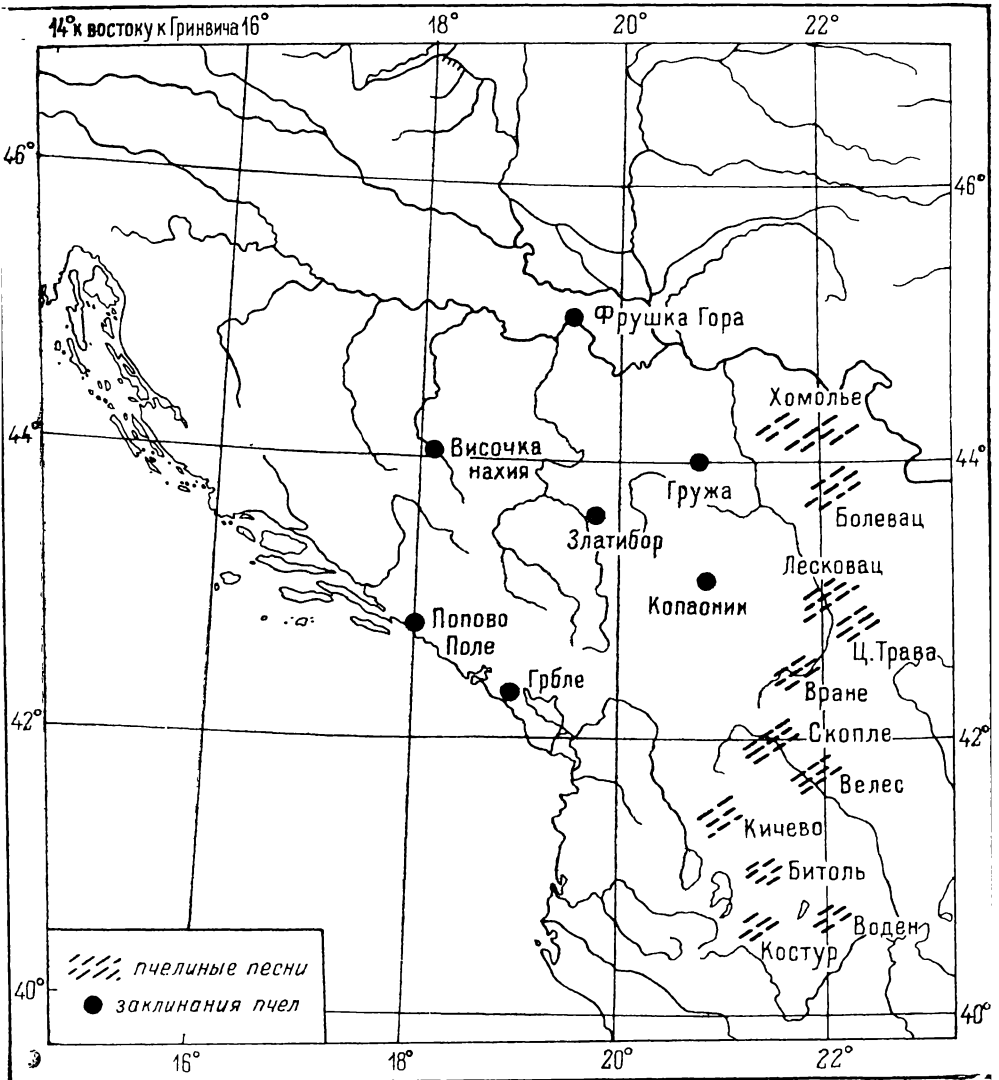 14° к востоку к Гринвича 16° 18° 20° 22°
46° 46°
Фрушка Гора
Хомолье
44° 44°
Височка
нахия
Гружа
Болевац
Златибор
Лесковац
Копаоник
Попово
Поле
Ц. Трава
Грбле
Вране
42° 42°
Скопле
Велес
Кичево
Битоль
Воден
Костур
пчелиные песни
40° 40°
заклинания пчел
16° 18° 20° 22°